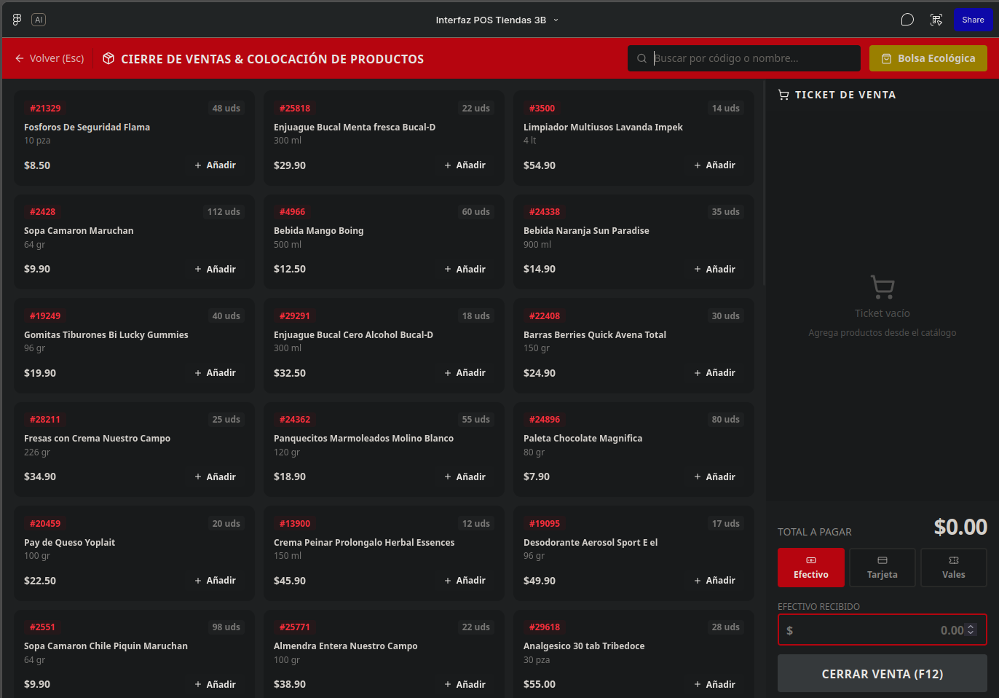 AI
Interfaz POS Tiendas 3B
Share
Volver (Esc)
CIERRE DE VENTAS & COLOCACIÓN DE PRODUCTOS
Buscar por código o nombre...
Bolsa Ecológica
#21329 48 uds
Fosforos De Seguridad Flama
10 pza
$8.50 + Añadir
#25818 22 uds
Enjuague Bucal Menta fresca Bucal-D
300 ml
$29.90 + Añadir
#3500 14 uds
Limpiador Multiusos Lavanda Impek
4 lt
$54.90 + Añadir
#2428 112 uds
Sopa Camaron Maruchan
64 gr
$9.90 + Añadir
#4966 60 uds
Bebida Mango Boing
500 ml
$12.50 + Añadir
#24338 35 uds
Bebida Naranja Sun Paradise
900 ml
$14.90 + Añadir
#19249 40 uds
Gomitas Tiburones Bi Lucky Gummies
96 gr
$19.90 + Añadir
#29291 18 uds
Enjuague Bucal Cero Alcohol Bucal-D
300 ml
$32.50 + Añadir
#22408 30 uds
Barras Berries Quick Avena Total
150 gr
$24.90 + Añadir
#28211 25 uds
Fresas con Crema Nuestro Campo
226 gr
$34.90 + Añadir
#24362 55 uds
Panquecitos Marmoleados Molino Blanco
120 gr
$18.90 + Añadir
#24896 80 uds
Paleta Chocolate Magnifica
80 gr
$7.90 + Añadir
#20459 20 uds
Pay de Queso Yoplait
100 gr
$22.50 + Añadir
#13900 12 uds
Crema Peinar Prolongalo Herbal Essences
150 ml
$45.90 + Añadir
#19095 17 uds
Desodorante Aerosol Sport E el
96 gr
$49.90 + Añadir
#2551 98 uds
Sopa Camaron Chile Piquin Maruchan
64 gr
$9.90 + Añadir
#25771 22 uds
Almendra Entera Nuestro Campo
100 gr
$38.90 + Añadir
#29618 28 uds
Analgesico 30 tab Tribedoce
30 pza
$55.00 + Añadir
TICKET DE VENTA
Ticket vacío
Agrega productos desde el catálogo
TOTAL A PAGAR $0.00
Efectivo
Tarjeta
Vales
EFECTIVO RECIBIDO
$ 0.00
CERRAR VENTA (F12)